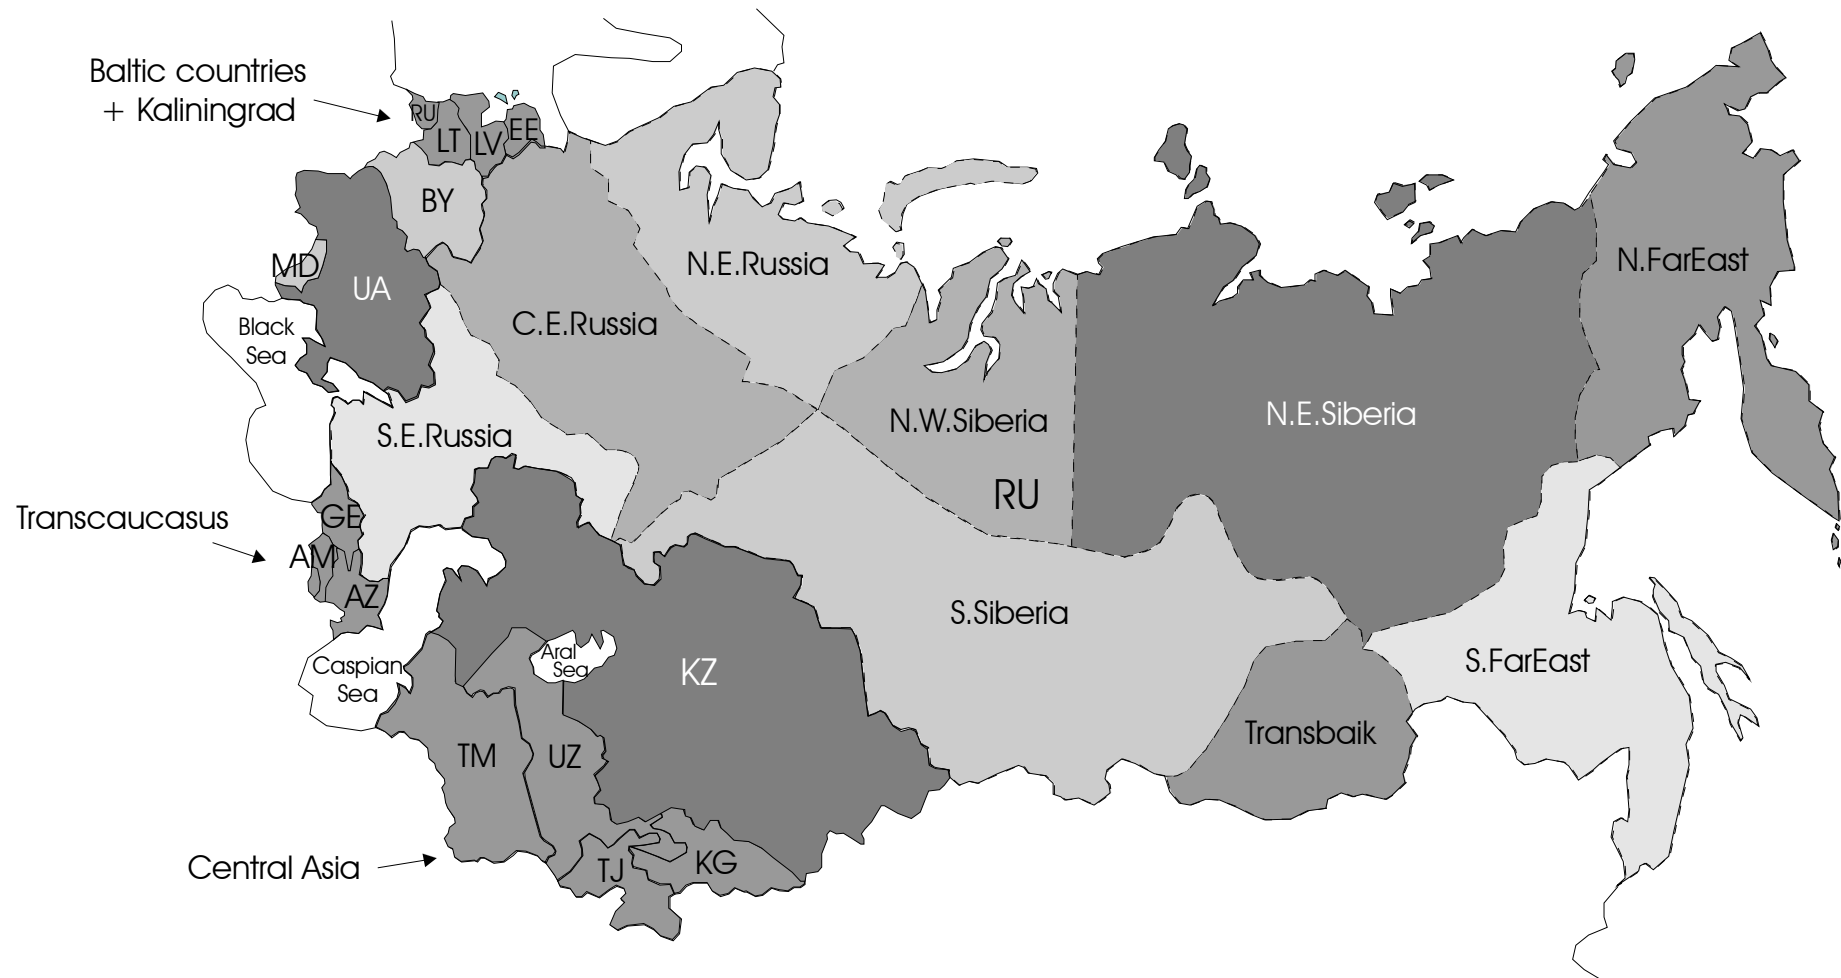 Baltic countries
+ Kaliningrad
RU
LT
LV
EE
BY
MD
UA
Black
Sea
C.E.Russia
N.E.Russia
N.FarEast
S.E.Russia
N.W.Siberia
RU
N.E.Siberia
Transcaucasus
GE
AM
AZ
S.Siberia
S.FarEast
Caspian
Sea
Aral
Sea
KZ
Transbaik
TM
UZ
Central Asia
TJ
KG